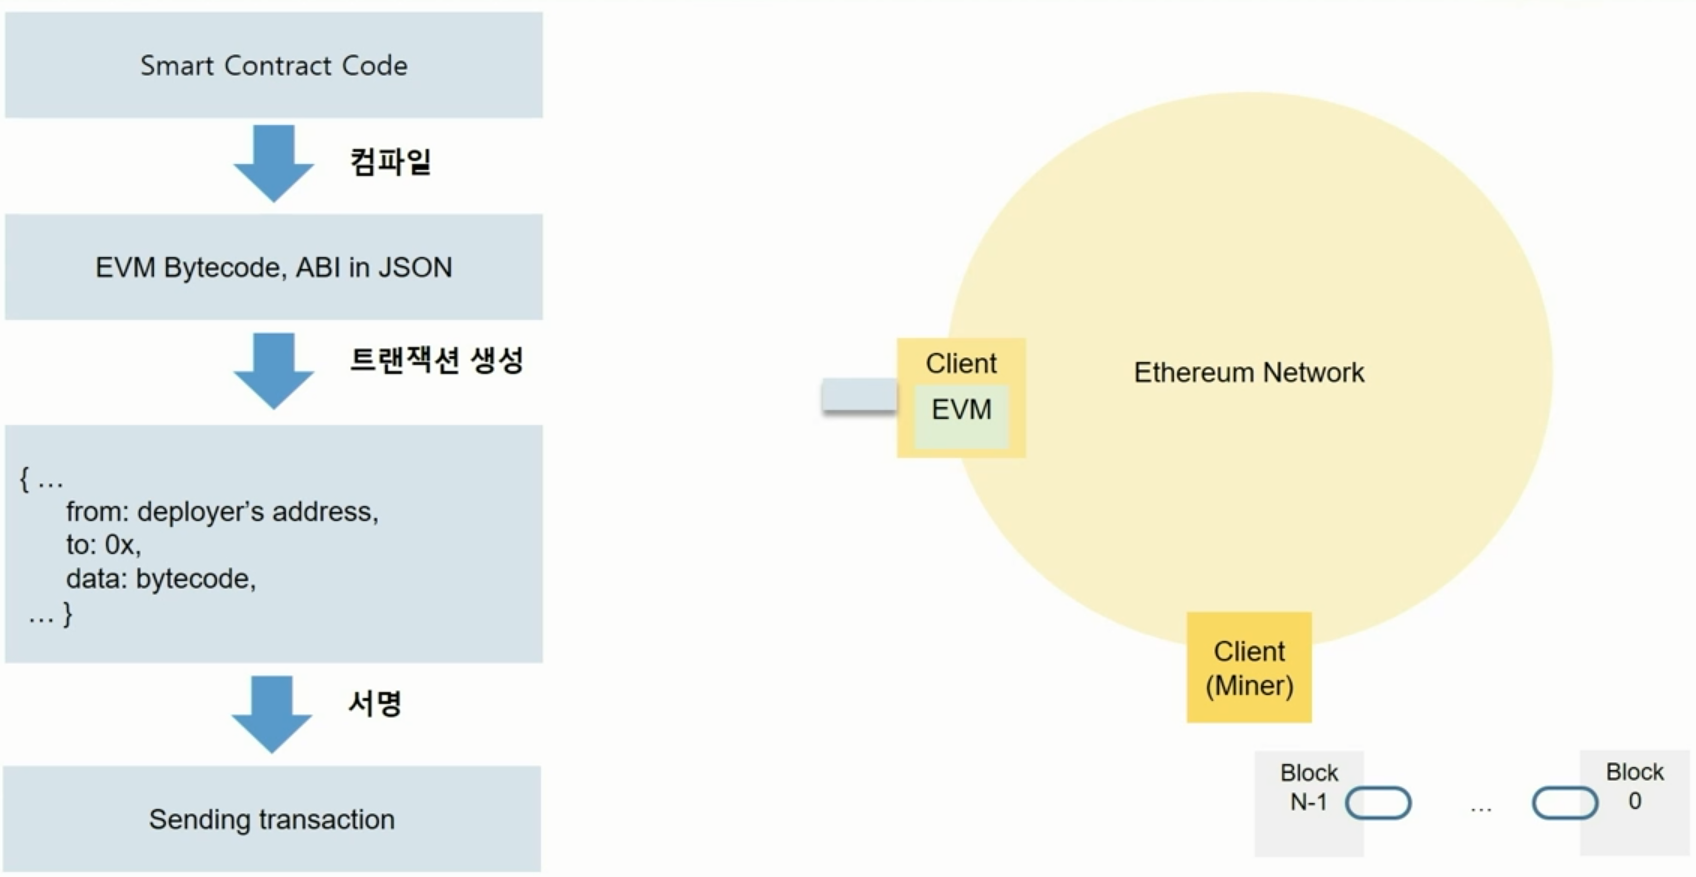 Smart Contract Code
컴파일
EVM Bytecode, ABI in JSON
트랜잭션 생성
{ …
from: deployer’s address,
to: 0x,
data: bytecode,
… }
서명
Sending transaction
Client
EVM
Ethereum Network
Client
(Miner)
Block
N-1
…
Block
0